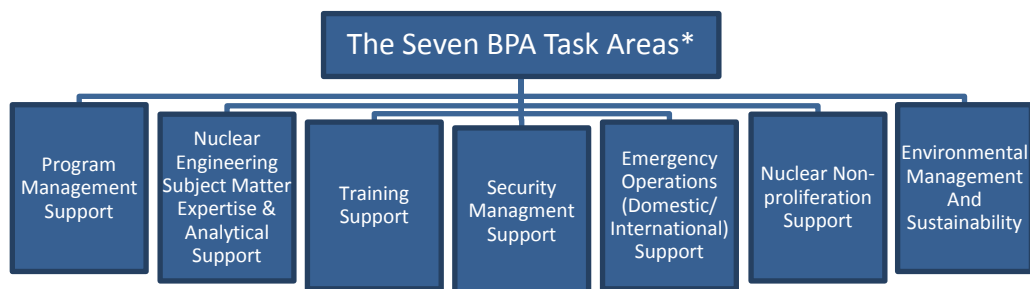 The Seven BPA Task Areas*
Program
Management
Support
Nuclear
Engineering
Subject Matter
Expertise &
Analytical
Support
Training
Support
Security
Managment
Support
Emergency
Operations
(Domestic/
International)
Support
Nuclear Non-
proliferation
Support
Environmental
Management
And
Sustainability